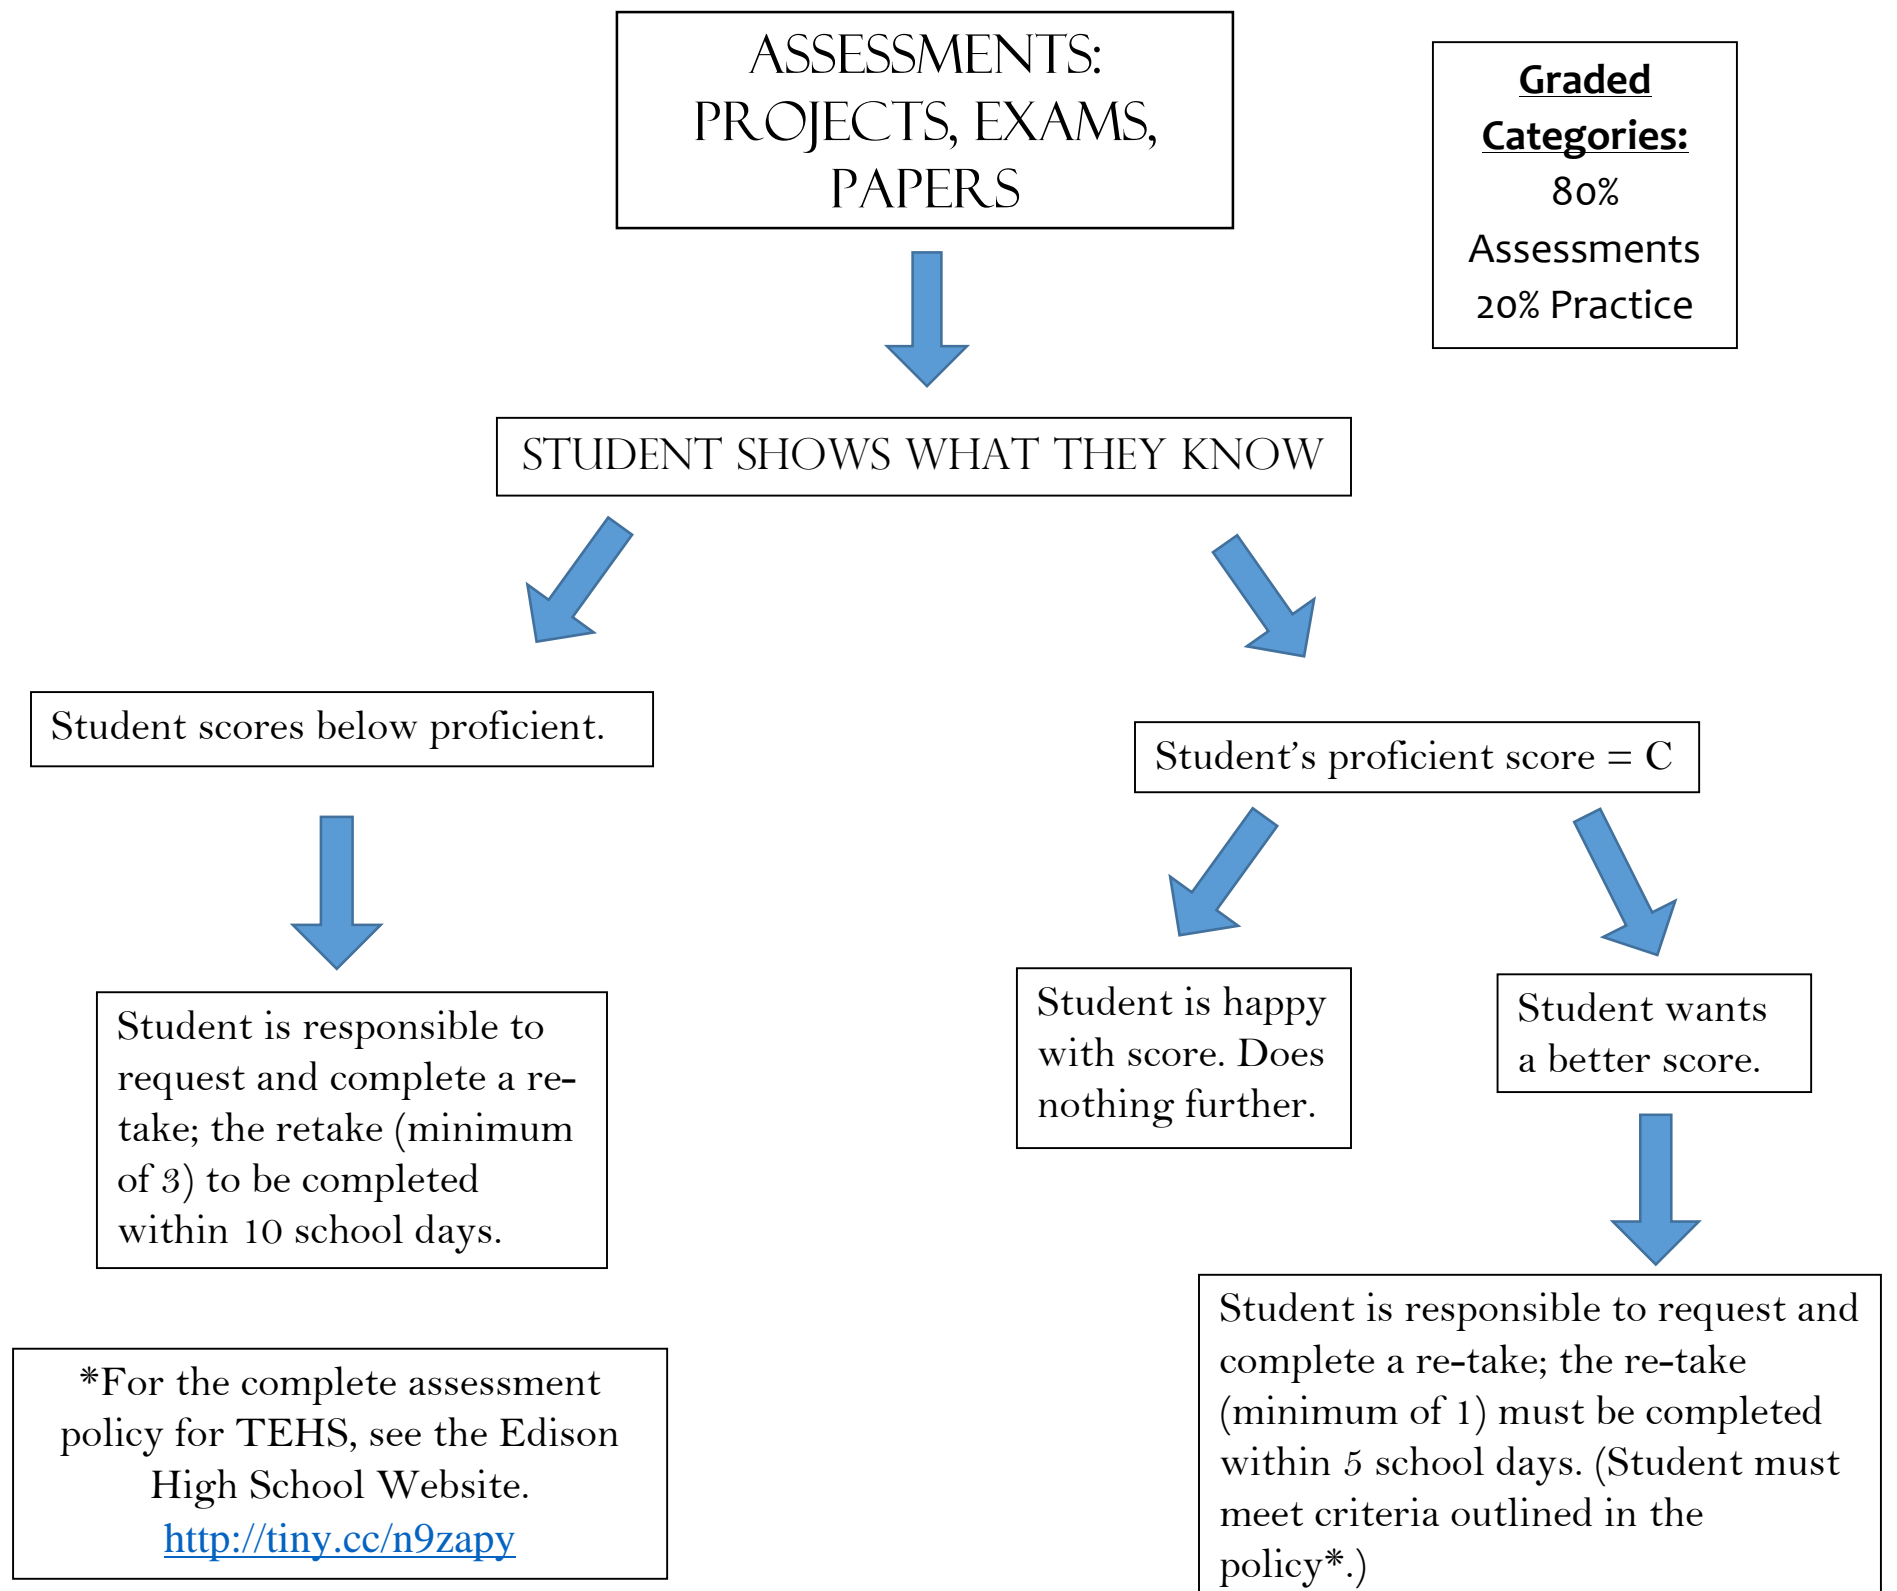 ASSESSMENTS:
PROJECTS, EXAMS,
PAPERS
Graded
Categories:
80%
Assessments
20% Practice
STUDENT SHOWS WHAT THEY KNOW
Student scores below proficient.
Student’s proficient score = C
Student is responsible to
request and complete a re-
take; the retake (minimum
of 3) to be completed
within 10 school days.
Student is happy
with score. Does
nothing further.
Student wants
a better score.
Student is responsible to request and
complete a re-take; the re-take
(minimum of 1) must be completed
within 5 school days. (Student must
meet criteria outlined in the
policy*.)
*For the complete assessment
policy for TEHS, see the Edison
High School Website.
http://tiny.cc/n9zapy